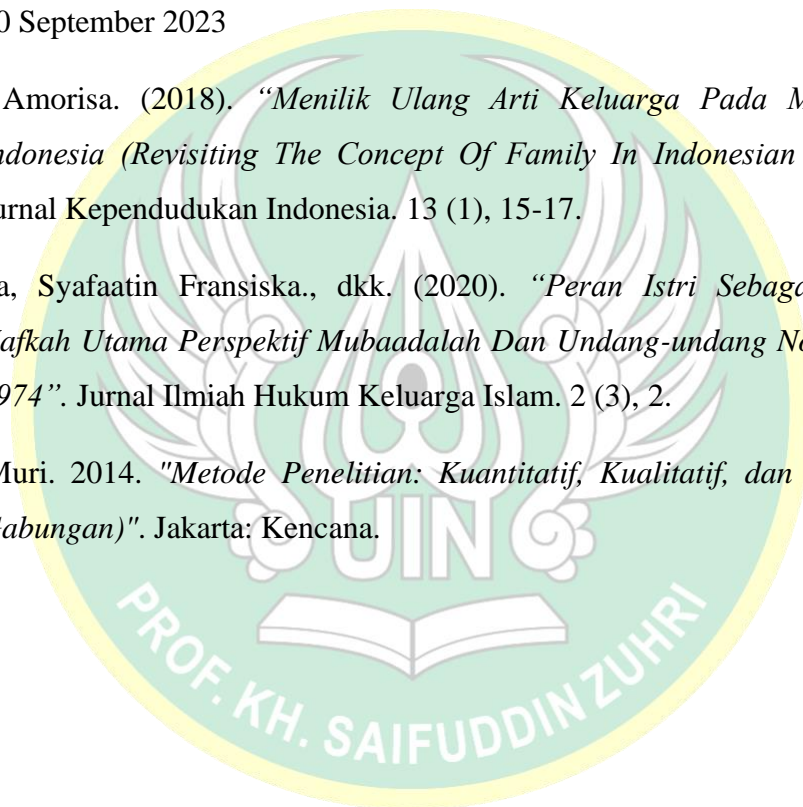 0 September 2023
Amorisa. (2018). “Menilik Ulang Arti Keluarga Pada M
ndonesia (Revisiting The Concept Of Family In Indonesian
urnal Kependudukan Indonesia. 13 (1), 15-17.
a, Syafaatin Fransiska., dkk. (2020). “Peran Istri Sebaga
afkah Utama Perspektif Mubaadalah Dan Undang-undang No
974”. Jurnal Ilmiah Hukum Keluarga Islam. 2 (3), 2.
Muri. 2014. "Metode Penelitian: Kuantitatif, Kualitatif, dan
abungan)". Jakarta: Kencana.
UIN
PROF. KH. SAIFUDDIN ZUHRI